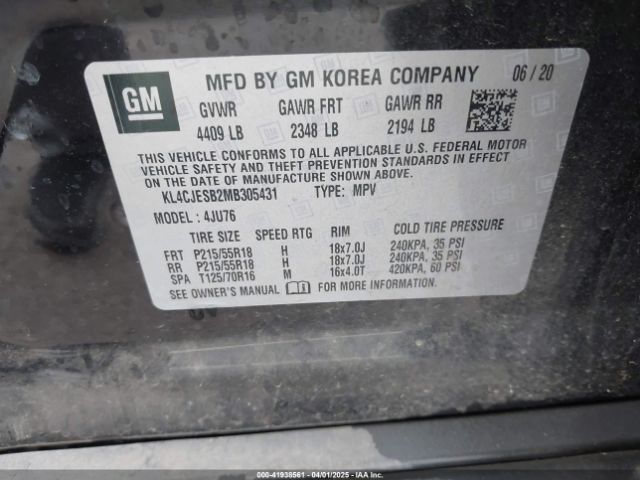 GM
MFD BY GM KOREA COMPANY 06/20
GVWR GAWR FRT GAWR RR
4409 LB 2348 LB 2194 LB
THIS VEHICLE CONFORMS TO ALL APPLICABLE U.S. FEDERAL MOTOR
VEHICLE SAFETY AND THEFT PREVENTION STANDARDS IN EFFECT
ON THE DATE OF MANUFACTURE SHOWN ABOVE.
KL4CJESB2MB305431 TYPE: MPV
MODEL: 4JU76
TIRE SIZE SPEED RTG RIM COLD TIRE PRESSURE
FRT P215/55R18 H 18x7.0J 240KPA, 35 PSI
RR P215/55R18 H 18x7.0J 240KPA, 35 PSI
SPA T125/70R16 M 16x4.0T 420KPA, 60 PSI
SEE OWNER'S MANUAL FOR MORE INFORMATION
000-41938561 - 04/01/2025 - IAAI.COM